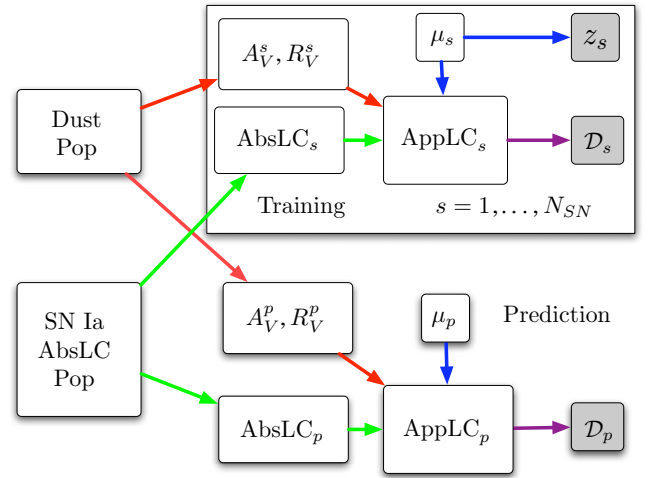 A_V^s, R_V^s
μ_s
z_s
Dust
Pop
AbsLC_s
AppLC_s
𝒟_s
Training
s = 1, ..., N_SN
SN Ia
AbsLC
Pop
A_V^p, R_V^p
μ_p
Prediction
AbsLC_p
AppLC_p
𝒟_p